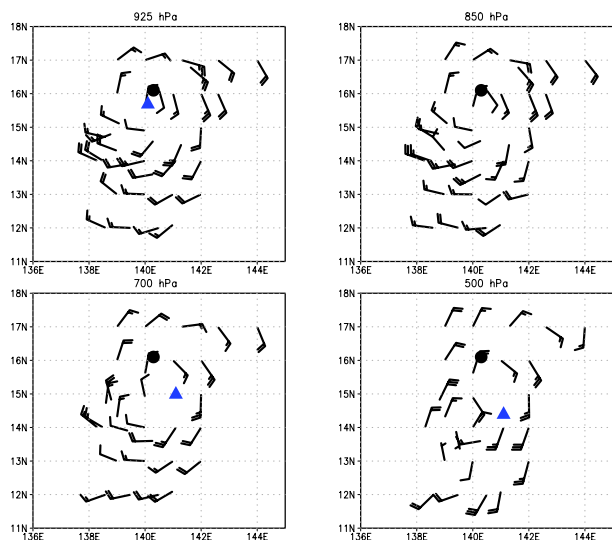 925 hPa
850 hPa
18N
17N
16N
15N
14N
13N
12N
11N
136E
138E
140E
142E
144E
18N
17N
16N
15N
14N
13N
12N
11N
136E
138E
140E
142E
144E
700 hPa
500 hPa
18N
17N
16N
15N
14N
13N
12N
11N
136E
138E
140E
142E
144E
18N
17N
16N
15N
14N
13N
12N
11N
136E
138E
140E
142E
144E